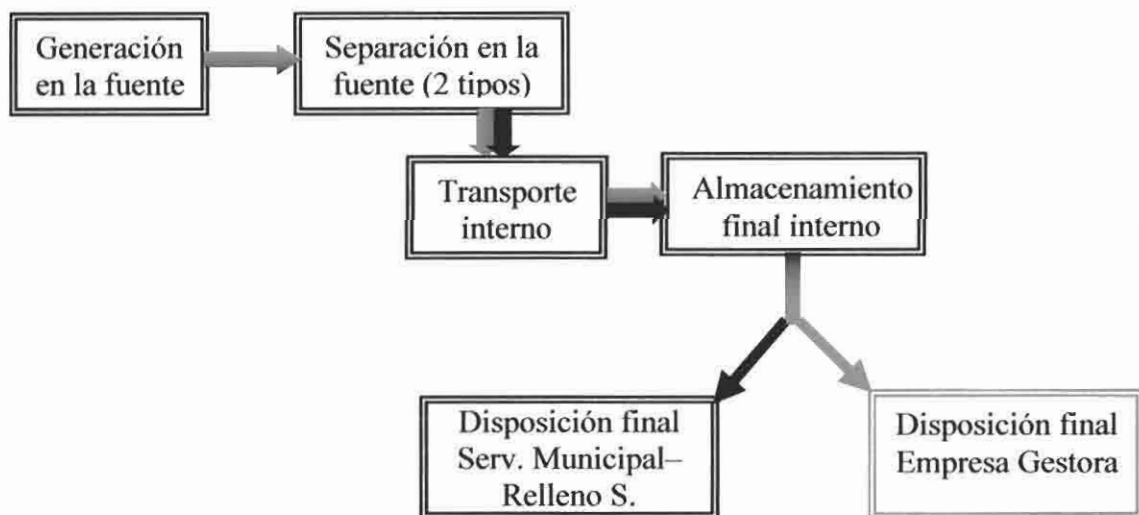 Generación
en la fuente
Separación en la
fuente (2 tipos)
Transporte
interno
Almacenamiento
final interno
Disposición final
Serv. Municipal–
Relleno S.
Disposición final
Empresa Gestora